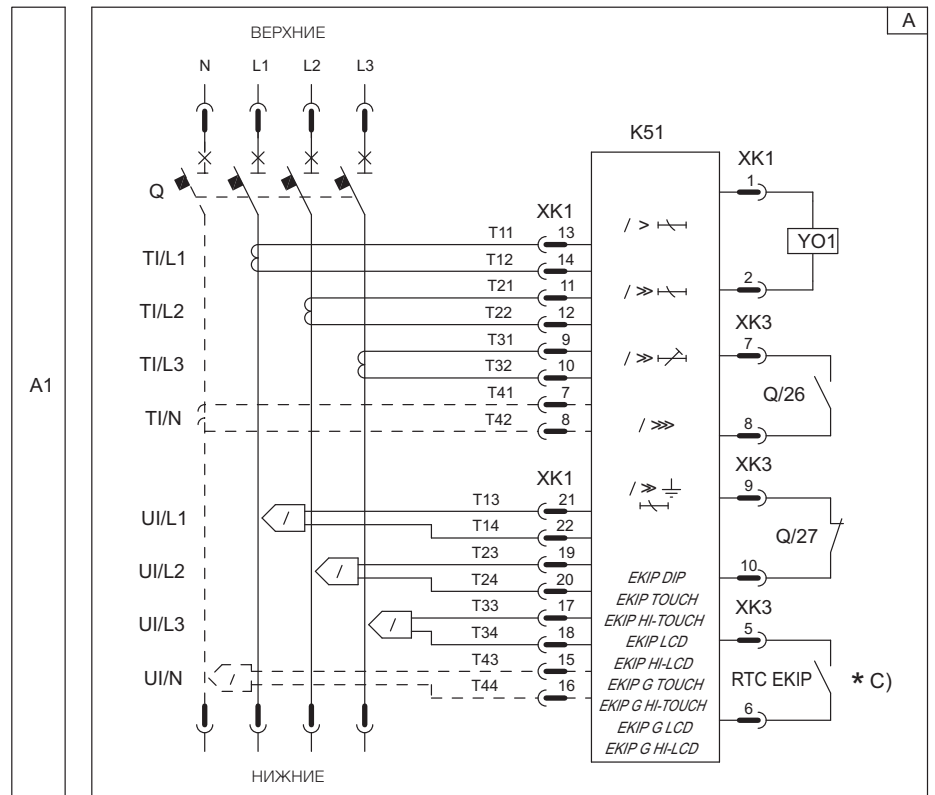 A
ВЕРХНИЕ
N L1 L2 L3
K51
XK1
1
Q
XK1
T11 13
/ >
YO1
TI/L1
T12 14
T21 11
2
/ >>
TI/L2
T22 12
XK3
T31 9
7
/ >>
TI/L3
T32 10
A1
T41 7
Q/26
TI/N
T42 8
/ >>>
8
XK3
XK1
9
/ >>
T13 21
UI/L1
T14 22
Q/27
T23 19
UI/L2
T24 20
EKIP DIP
10
EKIP TOUCH
XK3
T33 17
EKIP HI-TOUCH
5
UI/L3
T34 18
EKIP LCD
T43 15
EKIP HI-LCD
UI/N
EKIP G TOUCH
RTC EKIP * C)
T44 16
EKIP G HI-TOUCH
6
EKIP G LCD
EKIP G HI-LCD
НИЖНИЕ